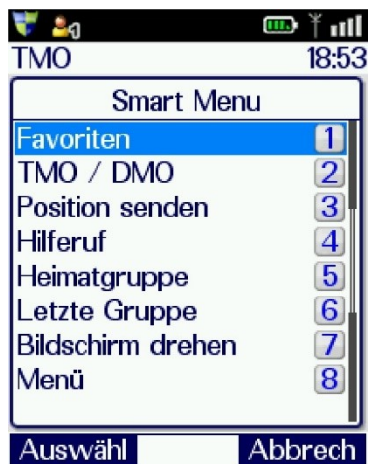 TMO 18:53
Smart Menu
Favoriten 1
TMO / DMO 2
Position senden 3
Hilferuf 4
Heimatgruppe 5
Letzte Gruppe 6
Bildschirm drehen 7
Menü 8
Auswähl Abbrech